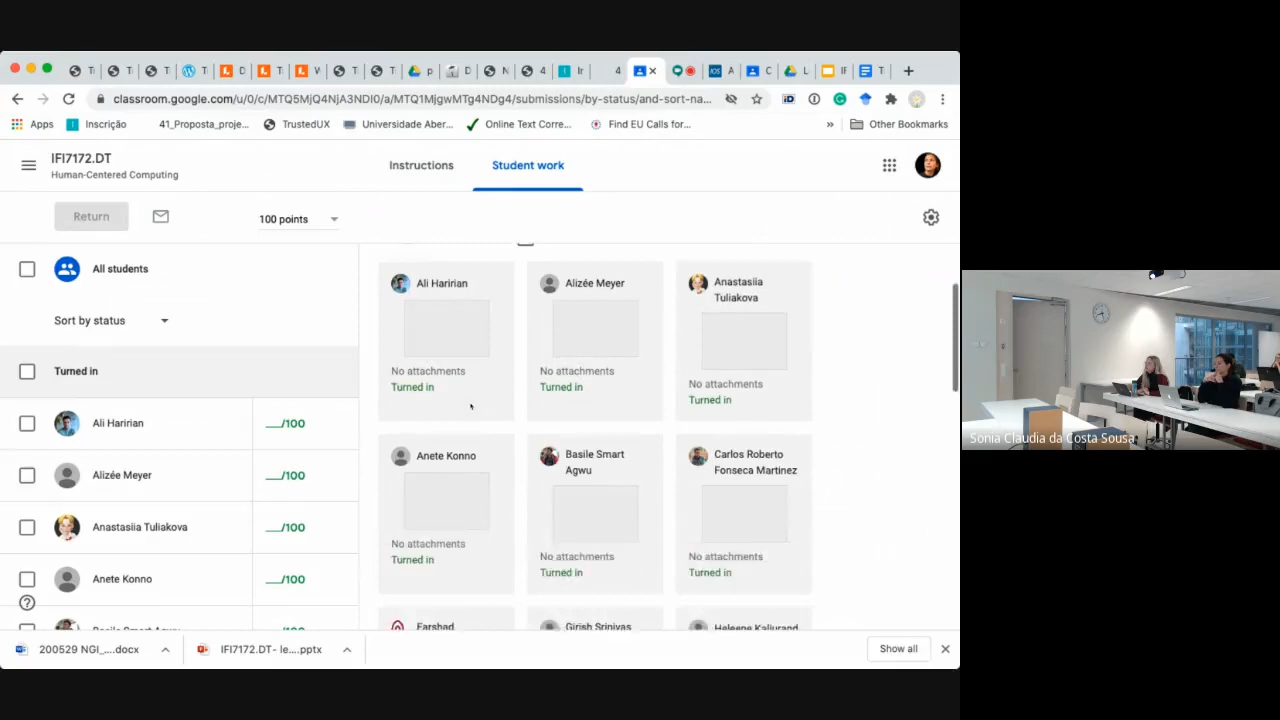 classroom.google.com/u/0/c/MTQ5MjQ4NjA3NDI0/a/MTQ1MjgwMTg4NDg4/submissions/by-status/and-sort-na...
Apps
Inscrição
41_Proposta_proje...
TrustedUX
Universidade Aber...
Online Text Corre...
Find EU Calls for...
»
Other Bookmarks
IFI7172.DT
Human-Centered Computing
Instructions
Student work
Return
100 points
All students
Sort by status
Turned in
Ali Haririan
__/100
Alizée Meyer
__/100
Anastasiia Tuliakova
__/100
Anete Konno
__/100
Basile Smart Agwu
Ali Haririan
No attachments
Turned in
Alizée Meyer
No attachments
Turned in
Anastasiia
Tuliakova
No attachments
Turned in
Anete Konno
No attachments
Turned in
Basile Smart
Agwu
No attachments
Turned in
Carlos Roberto
Fonseca Martinez
No attachments
Turned in
Farshad
Girish Srinivas
Heleene Kaljurand
200529 NGI_....docx
IFI7172.DT- le....pptx
Show all
Sonia Claudia da Costa Sousa